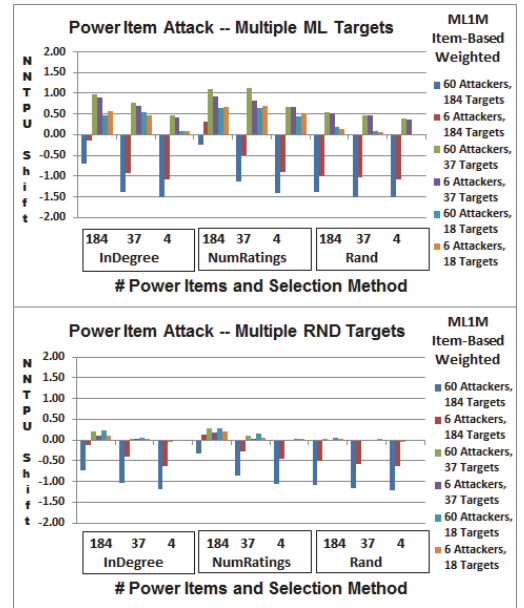 Power Item Attack -- Multiple ML Targets
NNTPU Shift
2.00
1.50
1.00
0.50
0.00
-0.50
-1.00
-1.50
-2.00
184 37 4 184 37 4 184 37 4
InDegree NumRatings Rand
# Power Items and Selection Method
ML1M
Item-Based
Weighted
60 Attackers,
184 Targets
6 Attackers,
184 Targets
60 Attackers,
37 Targets
6 Attackers,
37 Targets
60 Attackers,
18 Targets
6 Attackers,
18 Targets
Power Item Attack -- Multiple RND Targets
NNTPU Shift
2.00
1.50
1.00
0.50
0.00
-0.50
-1.00
-1.50
-2.00
184 37 4 184 37 4 184 37 4
InDegree NumRatings Rand
# Power Items and Selection Method
ML1M
Item-Based
Weighted
60 Attackers,
184 Targets
6 Attackers,
184 Targets
60 Attackers,
37 Targets
6 Attackers,
37 Targets
60 Attackers,
18 Targets
6 Attackers,
18 Targets